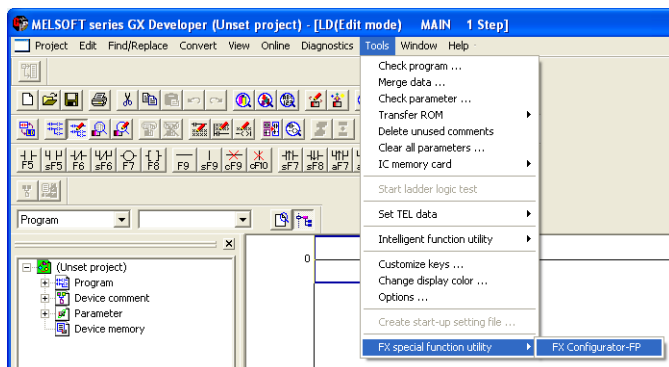 MELSOFT series GX Developer (Unset project) - [LD(Edit mode) MAIN 1 Step]
Project Edit Find/Replace Convert View Online Diagnostics Tools Window Help
Check program ...
Merge data ...
Check parameter ...
Transfer ROM
Delete unused comments
Clear all parameters ...
IC memory card
Start ladder logic test
Set TEL data
Intelligent function utility
Customize keys ...
Change display color ...
Options ...
Create start-up setting file ...
FX special function utility
FX Configurator-FP
F5 sF5 F6 sF6 F7 F8 F9 sF9 cF9 cF10 sF7 sF8 aF7
Program
0
(Unset project)
Program
Device comment
Parameter
Device memory